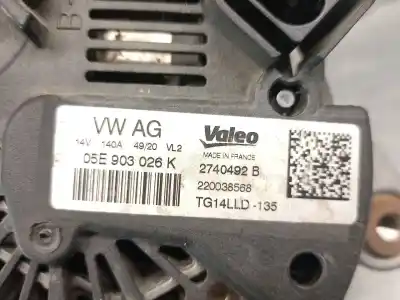 B+
VW AG
14V 140A 49/20 VL2
05E 903 026 K
Valeo
MADE IN FRANCE
2740492 B
220038568
TG14LLD -135